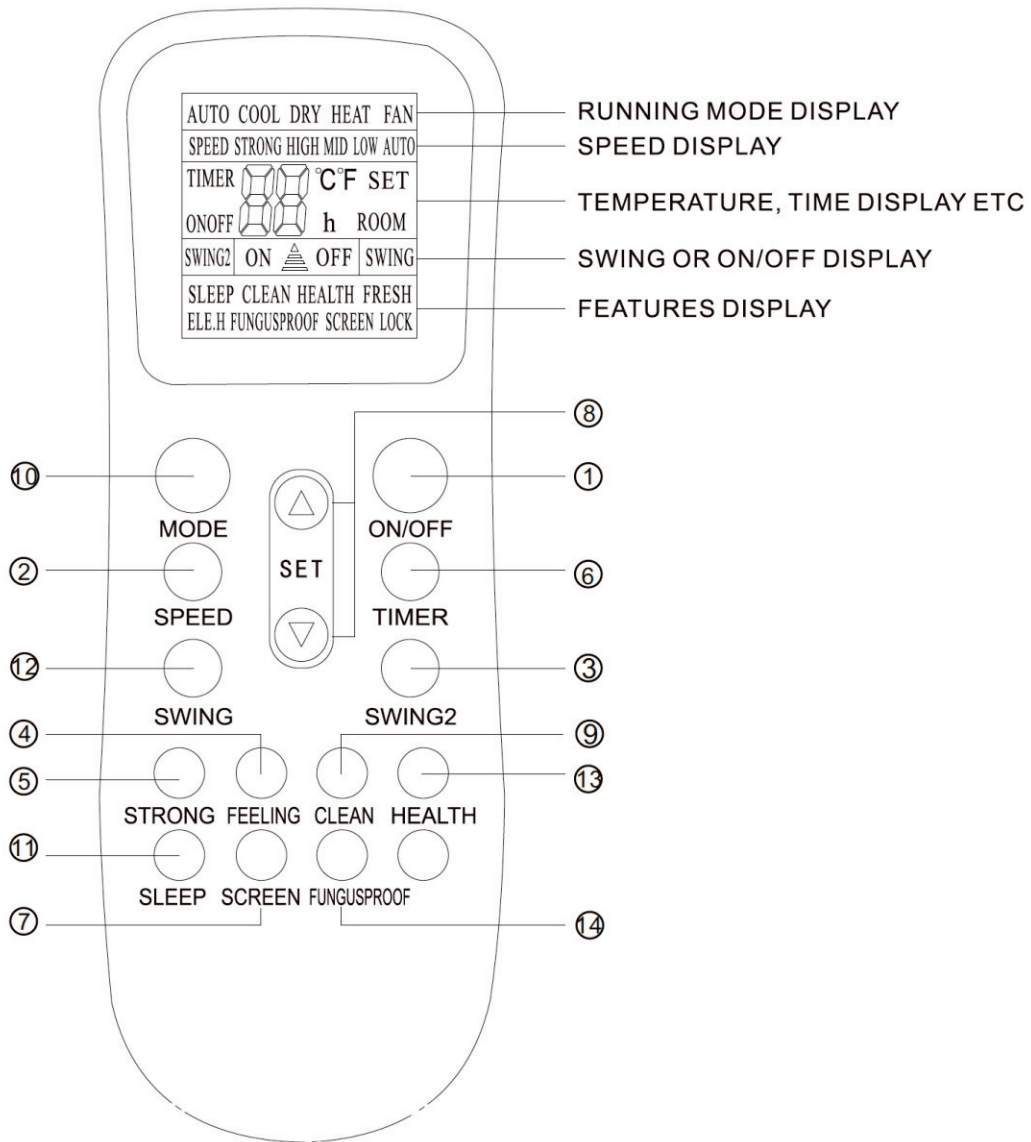 AUTO COOL DRY HEAT FAN
RUNNING MODE DISPLAY
SPEED STRONG HIGH MID LOW AUTO
SPEED DISPLAY
TIMER 88 °C°F SET
ON OFF h ROOM
TEMPERATURE, TIME DISPLAY ETC
SWING2 ON OFF SWING
SWING OR ON/OFF DISPLAY
SLEEP CLEAN HEALTH FRESH
ELE.H FUNGUSPROOF SCREEN LOCK
FEATURES DISPLAY
⑧
⑩
①
MODE
ON/OFF
②
SET
⑥
SPEED
TIMER
⑫
③
SWING
SWING2
④
⑨
⑤
⑬
STRONG FEELING CLEAN HEALTH
⑪
SLEEP SCREEN FUNGUSPROOF
⑦
⑭